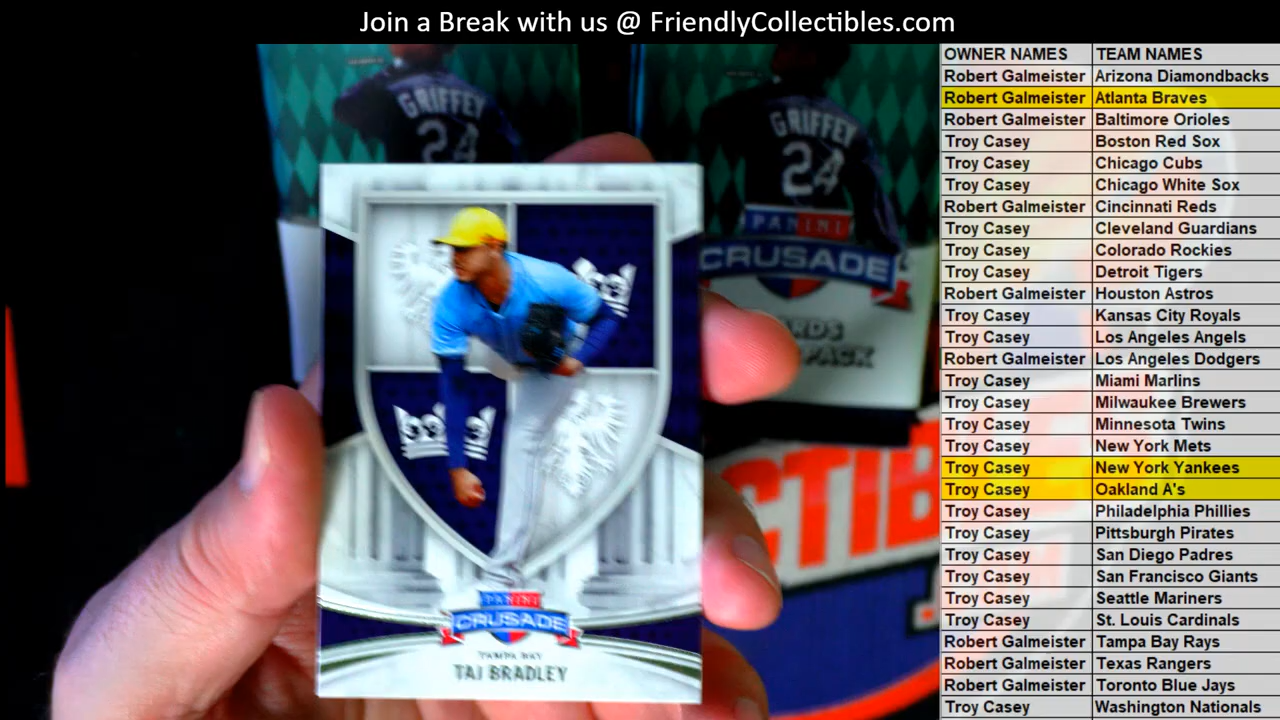 Join a Break with us @ FriendlyCollectibles.com
OWNER NAMES TEAM NAMES
Robert Galmeister Arizona Diamondbacks
Robert Galmeister Atlanta Braves
Robert Galmeister Baltimore Orioles
Troy Casey Boston Red Sox
Troy Casey Chicago Cubs
Troy Casey Chicago White Sox
Robert Galmeister Cincinnati Reds
Troy Casey Cleveland Guardians
Troy Casey Colorado Rockies
Troy Casey Detroit Tigers
Robert Galmeister Houston Astros
Troy Casey Kansas City Royals
Troy Casey Los Angeles Angels
Robert Galmeister Los Angeles Dodgers
Troy Casey Miami Marlins
Troy Casey Milwaukee Brewers
Troy Casey Minnesota Twins
Troy Casey New York Mets
Troy Casey New York Yankees
Troy Casey Oakland A's
Troy Casey Philadelphia Phillies
Troy Casey Pittsburgh Pirates
Troy Casey San Diego Padres
Troy Casey San Francisco Giants
Troy Casey Seattle Mariners
Troy Casey St. Louis Cardinals
Robert Galmeister Tampa Bay Rays
Robert Galmeister Texas Rangers
Robert Galmeister Toronto Blue Jays
Troy Casey Washington Nationals
GRIFFEY
24
GRIFFEY
24
PANINI
CRUSADE
PACK
CTIB
PANINI
CRUSADE
TAMPA BAY
TAJ BRADLEY